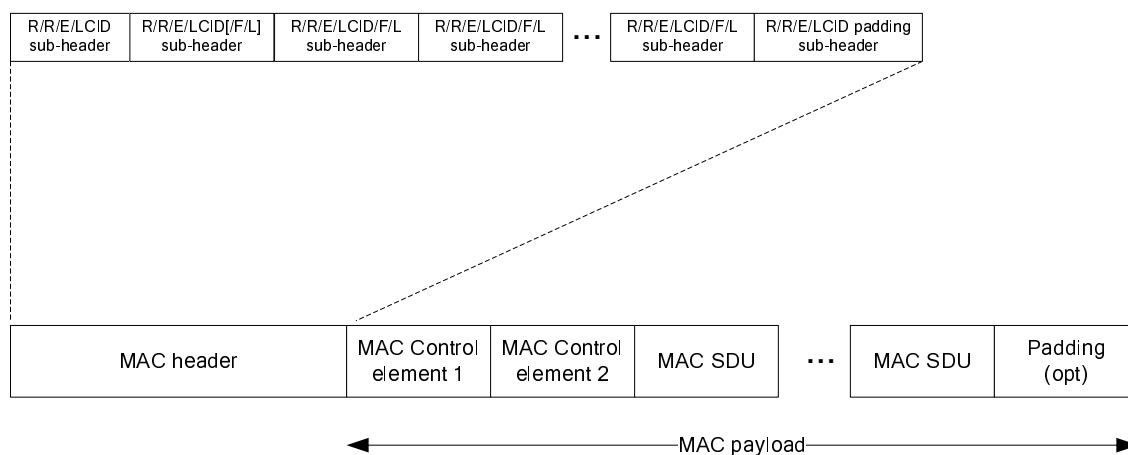 R/R/E/LCID R/R/E/LCID[/F/L] R/R/E/LCID/F/L R/R/E/LCID/F/L ... R/R/E/LCID/F/L R/R/E/LCID padding
sub-header sub-header sub-header sub-header sub-header sub-header
MAC header MAC Control MAC Control MAC SDU ... MAC SDU Padding
element 1 element 2 (opt)
MAC payload